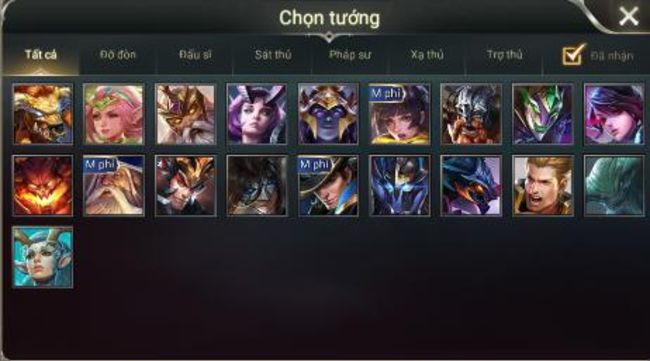 Chọn tướng
Tất cả Đỡ đòn Đấu sĩ Sát thủ Pháp sư Xạ thủ Trợ thủ Đã nhận
M phí
M phí M phí